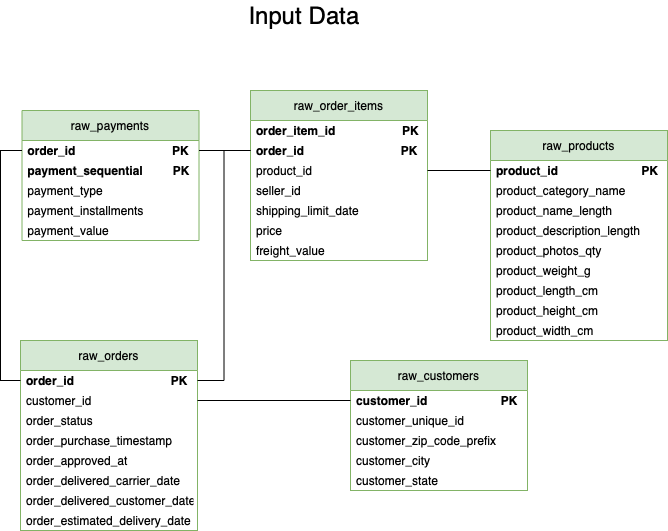 Input Data
raw_payments
order_id PK
payment_sequential PK
payment_type
payment_installments
payment_value
raw_order_items
order_item_id PK
order_id PK
product_id
seller_id
shipping_limit_date
price
freight_value
raw_products
product_id PK
product_category_name
product_name_length
product_description_length
product_photos_qty
product_weight_g
product_length_cm
product_height_cm
product_width_cm
raw_orders
order_id PK
customer_id
order_status
order_purchase_timestamp
order_approved_at
order_delivered_carrier_date
order_delivered_customer_date
order_estimated_delivery_date
raw_customers
customer_id PK
customer_unique_id
customer_zip_code_prefix
customer_city
customer_state